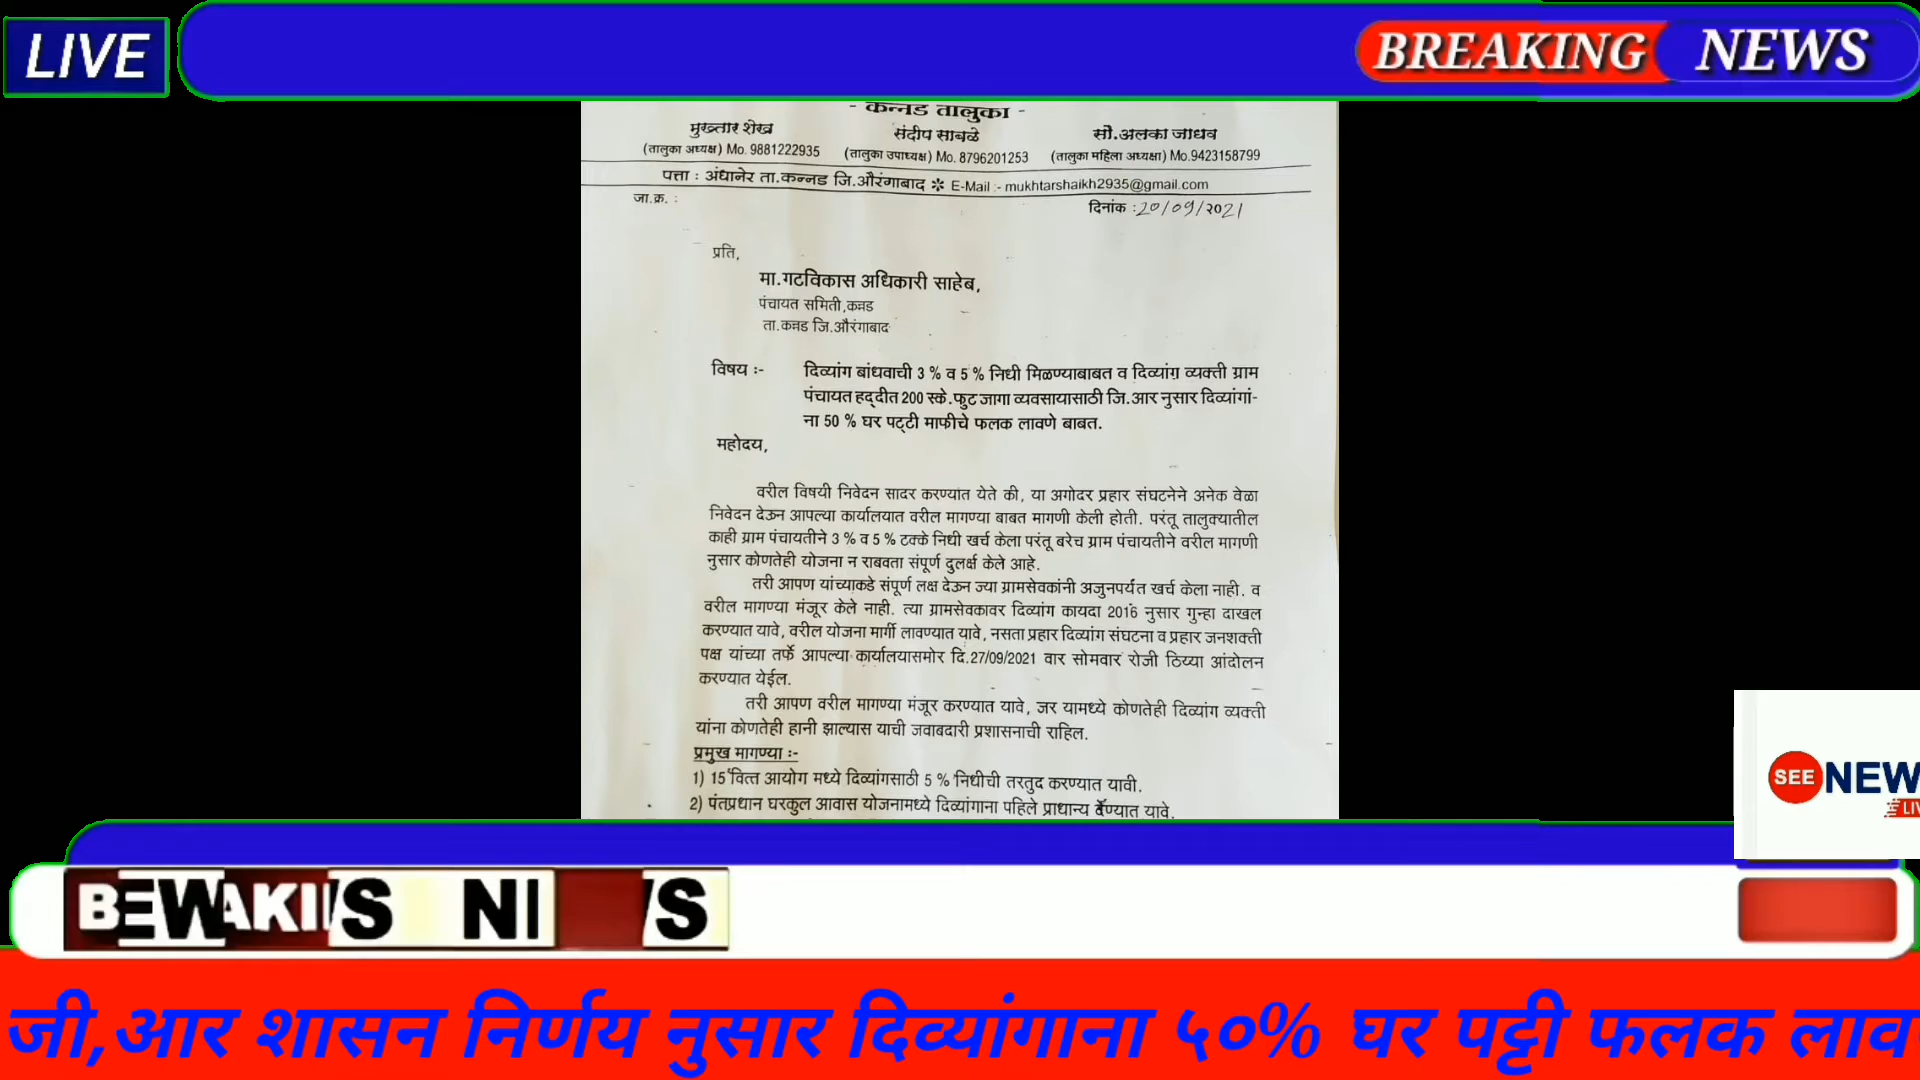 LIVE
BREAKING NEWS
- कन्नड तालुका -
मुख्तार शेख संदीप साबळे सौ.अलका जाधव
(तालुका अध्यक्ष) Mo. 9881222935 (तालुका उपाध्यक्ष) Mo. 8796201253 (तालुका महिला अध्यक्षा) Mo.9423158799
पत्ता : अंधानेर ता.कन्नड जि.औरंगाबाद ✻ E-Mail :- mukhtarshaikh2935@gmail.com
जा.क्र. :
दिनांक :20/09/2021
प्रति,
मा.गटविकास अधिकारी साहेब,
पंचायत समिती,कन्नड
ता.कन्नड जि.औरंगाबाद
विषय :- दिव्यांग बांधवाची 3 % व 5 % निधी मिळण्याबाबत व दिव्यांग व्यक्ती ग्राम
पंचायत हद्दीत 200 स्के.फुट जागा व्यवसायासाठी जि.आर नुसार दिव्यांगां-
ना 50 % घर पट्टी माफीचे फलक लावणे बाबत.
महोदय,
वरील विषयी निवेदन सादर करण्यात येते की, या अगोदर प्रहार संघटनेने अनेक वेळा
निवेदन देऊन आपल्या कार्यालयात वरील मागण्या बाबत मागणी केली होती. परंतू तालुक्यातील
काही ग्राम पंचायतीने 3 % व 5 % टक्के निधी खर्च केला परंतू बरेच ग्राम पंचायतीने वरील मागणी
नुसार कोणतेही योजना न राबवता संपूर्ण दुलर्क्ष केले आहे.
तरी आपण यांच्याकडे संपूर्ण लक्ष देऊन ज्या ग्रामसेवकांनी अजुनपर्यंत खर्च केला नाही. व
वरील मागण्या मंजूर केले नाही. त्या ग्रामसेवकावर दिव्यांग कायदा 2016 नुसार गुन्हा दाखल
करण्यात यावे, वरील योजना मार्गी लावण्यात यावे, नसता प्रहार दिव्यांग संघटना व प्रहार जनशक्ती
पक्ष यांच्या तर्फे आपल्या कार्यालयासमोर दि.27/09/2021 वार सोमवार रोजी ठिय्या आंदोलन
करण्यात येईल.
तरी आपण वरील मागण्या मंजूर करण्यात यावे, जर यामध्ये कोणतेही दिव्यांग व्यक्ती
यांना कोणतेही हानी झाल्यास याची जवाबदारी प्रशासनाची राहिल.
प्रमुख मागण्या :-
1) 15 वित्त आयोग मध्ये दिव्यांगसाठी 5 % निधीची तरतुद करण्यात यावी.
2) पंतप्रधान घरकुल आवास योजनामध्ये दिव्यांगाना पहिले प्राधान्य देण्यात यावे.
SEE NEW
LIV
जी,आर शासन निर्णय नुसार दिव्यांगाना ५०% घर पट्टी फलक लाव